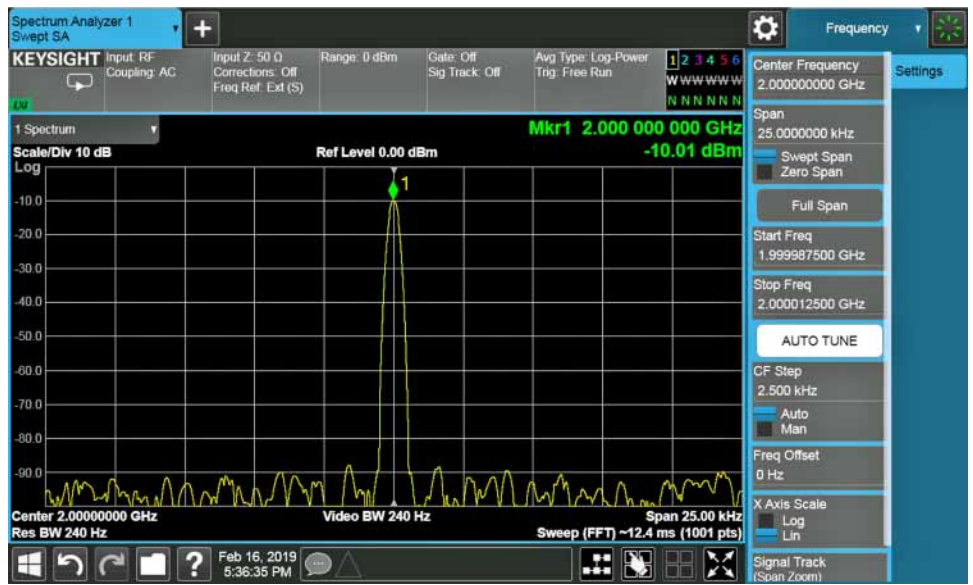 Spectrum Analyzer 1
Swept SA
+
Frequency
KEYSIGHT
Input: RF
Coupling: AC
Input Z: 50 Ω
Corrections: Off
Freq Ref: Ext (S)
Range: 0 dBm
Gate: Off
Sig Track: Off
Avg Type: Log-Power
Trig: Free Run
1 2 3 4 5 6
W W W W W W
N N N N N N
LXI
1 Spectrum
Mkr1 2.000 000 000 GHz
Scale/Div 10 dB
Ref Level 0.00 dBm
-10.01 dBm
Log
1
-10.0
-20.0
-30.0
-40.0
-50.0
-60.0
-70.0
-80.0
-90.0
Center 2.00000000 GHz
Video BW 240 Hz
Span 25.00 kHz
Res BW 240 Hz
Sweep (FFT) ~12.4 ms (1001 pts)
?
Feb 16, 2019
5:36:35 PM
Center Frequency
2.000000000 GHz
Settings
Span
25.0000000 kHz
Swept Span
Zero Span
Full Span
Start Freq
1.999987500 GHz
Stop Freq
2.000012500 GHz
AUTO TUNE
CF Step
2.500 kHz
Auto
Man
Freq Offset
0 Hz
X Axis Scale
Log
Lin
Signal Track
(Span Zoom)